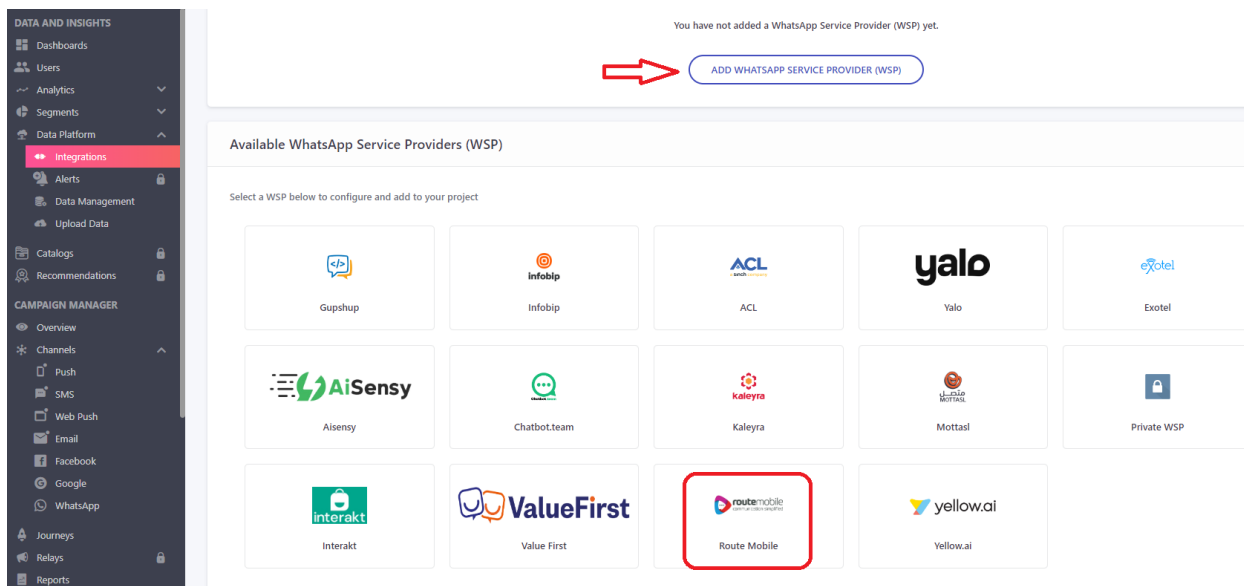 DATA AND INSIGHTS
Dashboards
Users
Analytics
Segments
Data Platform
Integrations
Alerts
Data Management
Upload Data
Catalogs
Recommendations
CAMPAIGN MANAGER
Overview
Channels
Push
SMS
Web Push
Email
Facebook
Google
WhatsApp
Journeys
Relays
Reports
You have not added a WhatsApp Service Provider (WSP) yet.
ADD WHATSAPP SERVICE PROVIDER (WSP)
Available WhatsApp Service Providers (WSP)
Select a WSP below to configure and add to your project
</>
infobip
ACL
yalo
exotel
Gupshup
Infobip
ACL
Yalo
Exotel
AiSensy
kaleyra
متصل
MOTTASL
Aisensy
Chatbot.team
Kaleyra
Mottasl
Private WSP
interakt
ValueFirst
routemobile
communication simplified
yellow.ai
Interakt
Value First
Route Mobile
Yellow.ai